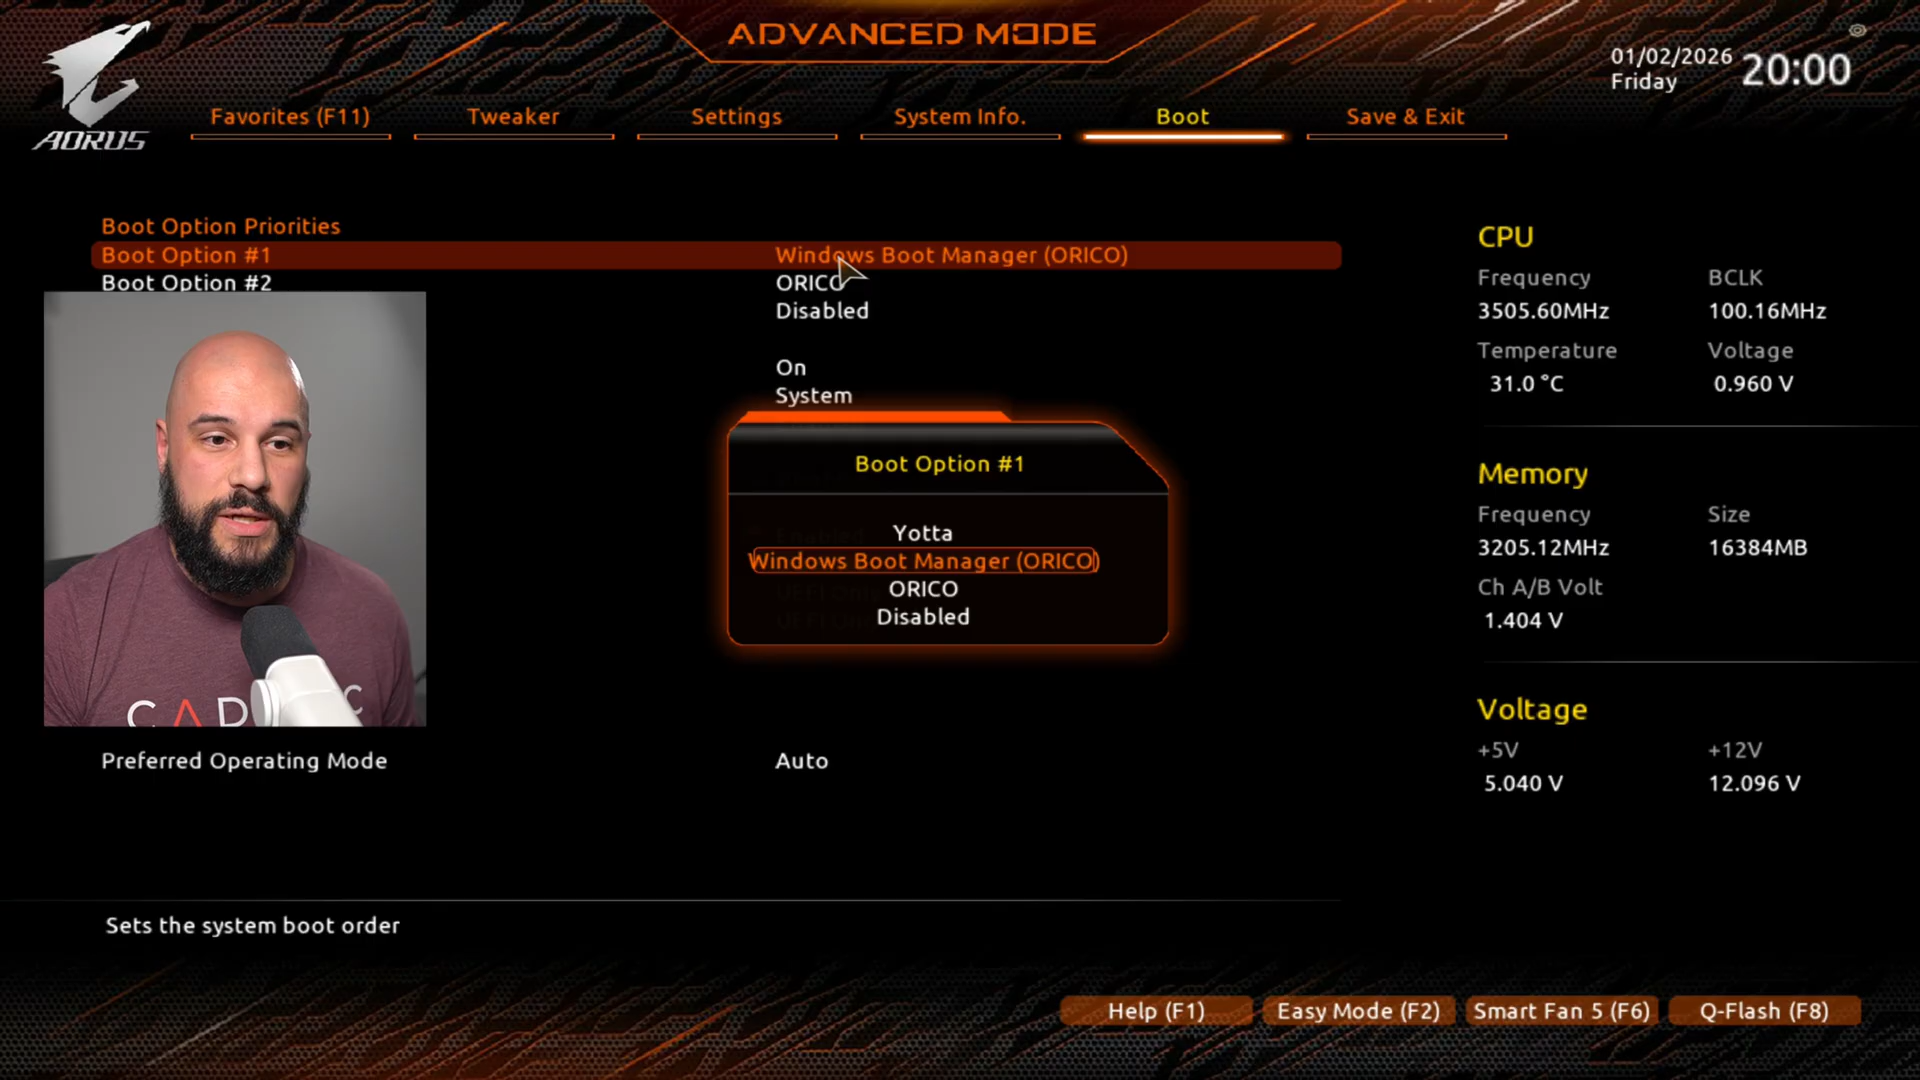 ADVANCED MODE
01/02/2026
Friday
20:00
AORUS
Favorites (F11)
Tweaker
Settings
System Info.
Boot
Save & Exit
Boot Option Priorities
Boot Option #1
Windows Boot Manager (ORICO)
Boot Option #2
ORICO
Disabled
On
System
Boot Option #1
Yotta
Windows Boot Manager (ORICO)
ORICO
Disabled
Preferred Operating Mode
Auto
Sets the system boot order
CPU
Frequency
BCLK
3505.60MHz
100.16MHz
Temperature
Voltage
31.0 °C
0.960 V
Memory
Frequency
Size
3205.12MHz
16384MB
Ch A/B Volt
1.404 V
Voltage
+5V
+12V
5.040 V
12.096 V
Help (F1)
Easy Mode (F2)
Smart Fan 5 (F6)
Q-Flash (F8)